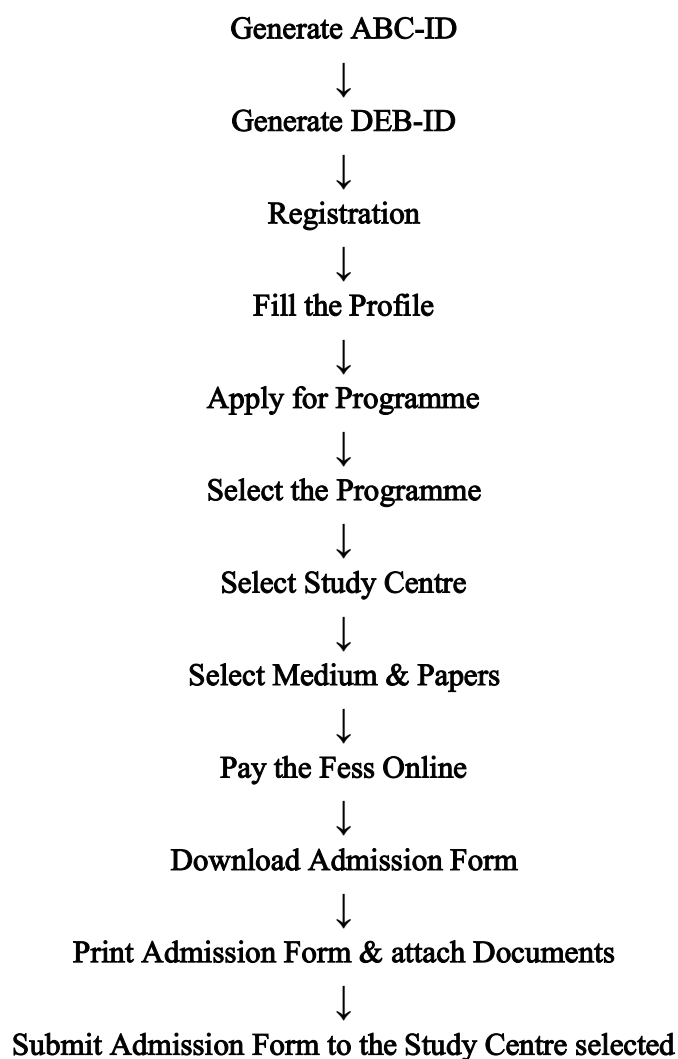 Generate ABC-ID
↓
Generate DEB-ID
↓
Registration
↓
Fill the Profile
↓
Apply for Programme
↓
Select the Programme
↓
Select Study Centre
↓
Select Medium & Papers
↓
Pay the Fess Online
↓
Download Admission Form
↓
Print Admission Form & attach Documents
↓
Submit Admission Form to the Study Centre selected